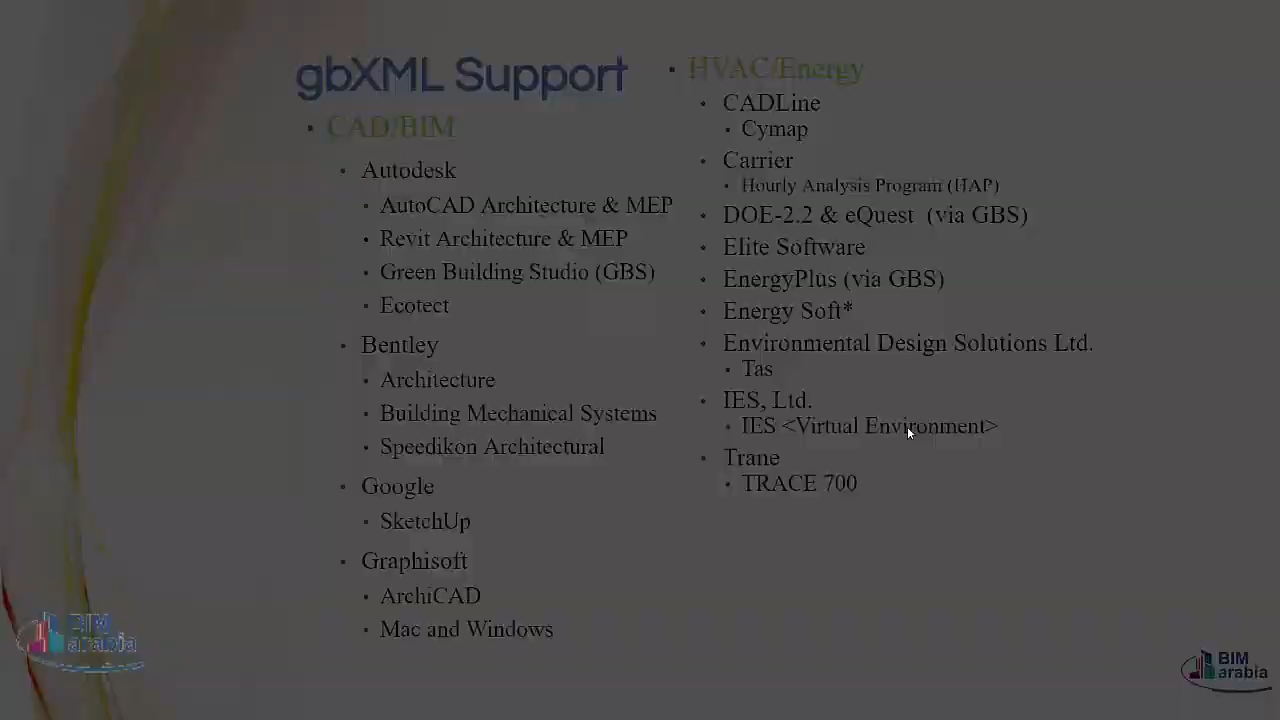 gbXML Support
CAD/BIM
Autodesk
AutoCAD Architecture & MEP
Revit Architecture & MEP
Green Building Studio (GBS)
Ecotect
Bentley
Architecture
Building Mechanical Systems
Speedikon Architectural
Google
SketchUp
Graphisoft
ArchiCAD
Mac and Windows
HVAC/Energy
CADLine
Cymap
Carrier
Hourly Analysis Program (HAP)
DOE-2.2 & eQuest (via GBS)
Elite Software
EnergyPlus (via GBS)
Energy Soft*
Environmental Design Solutions Ltd.
Tas
IES, Ltd.
IES <Virtual Environment>
Trane
TRACE 700
BIM
arabia
BIM
arabia